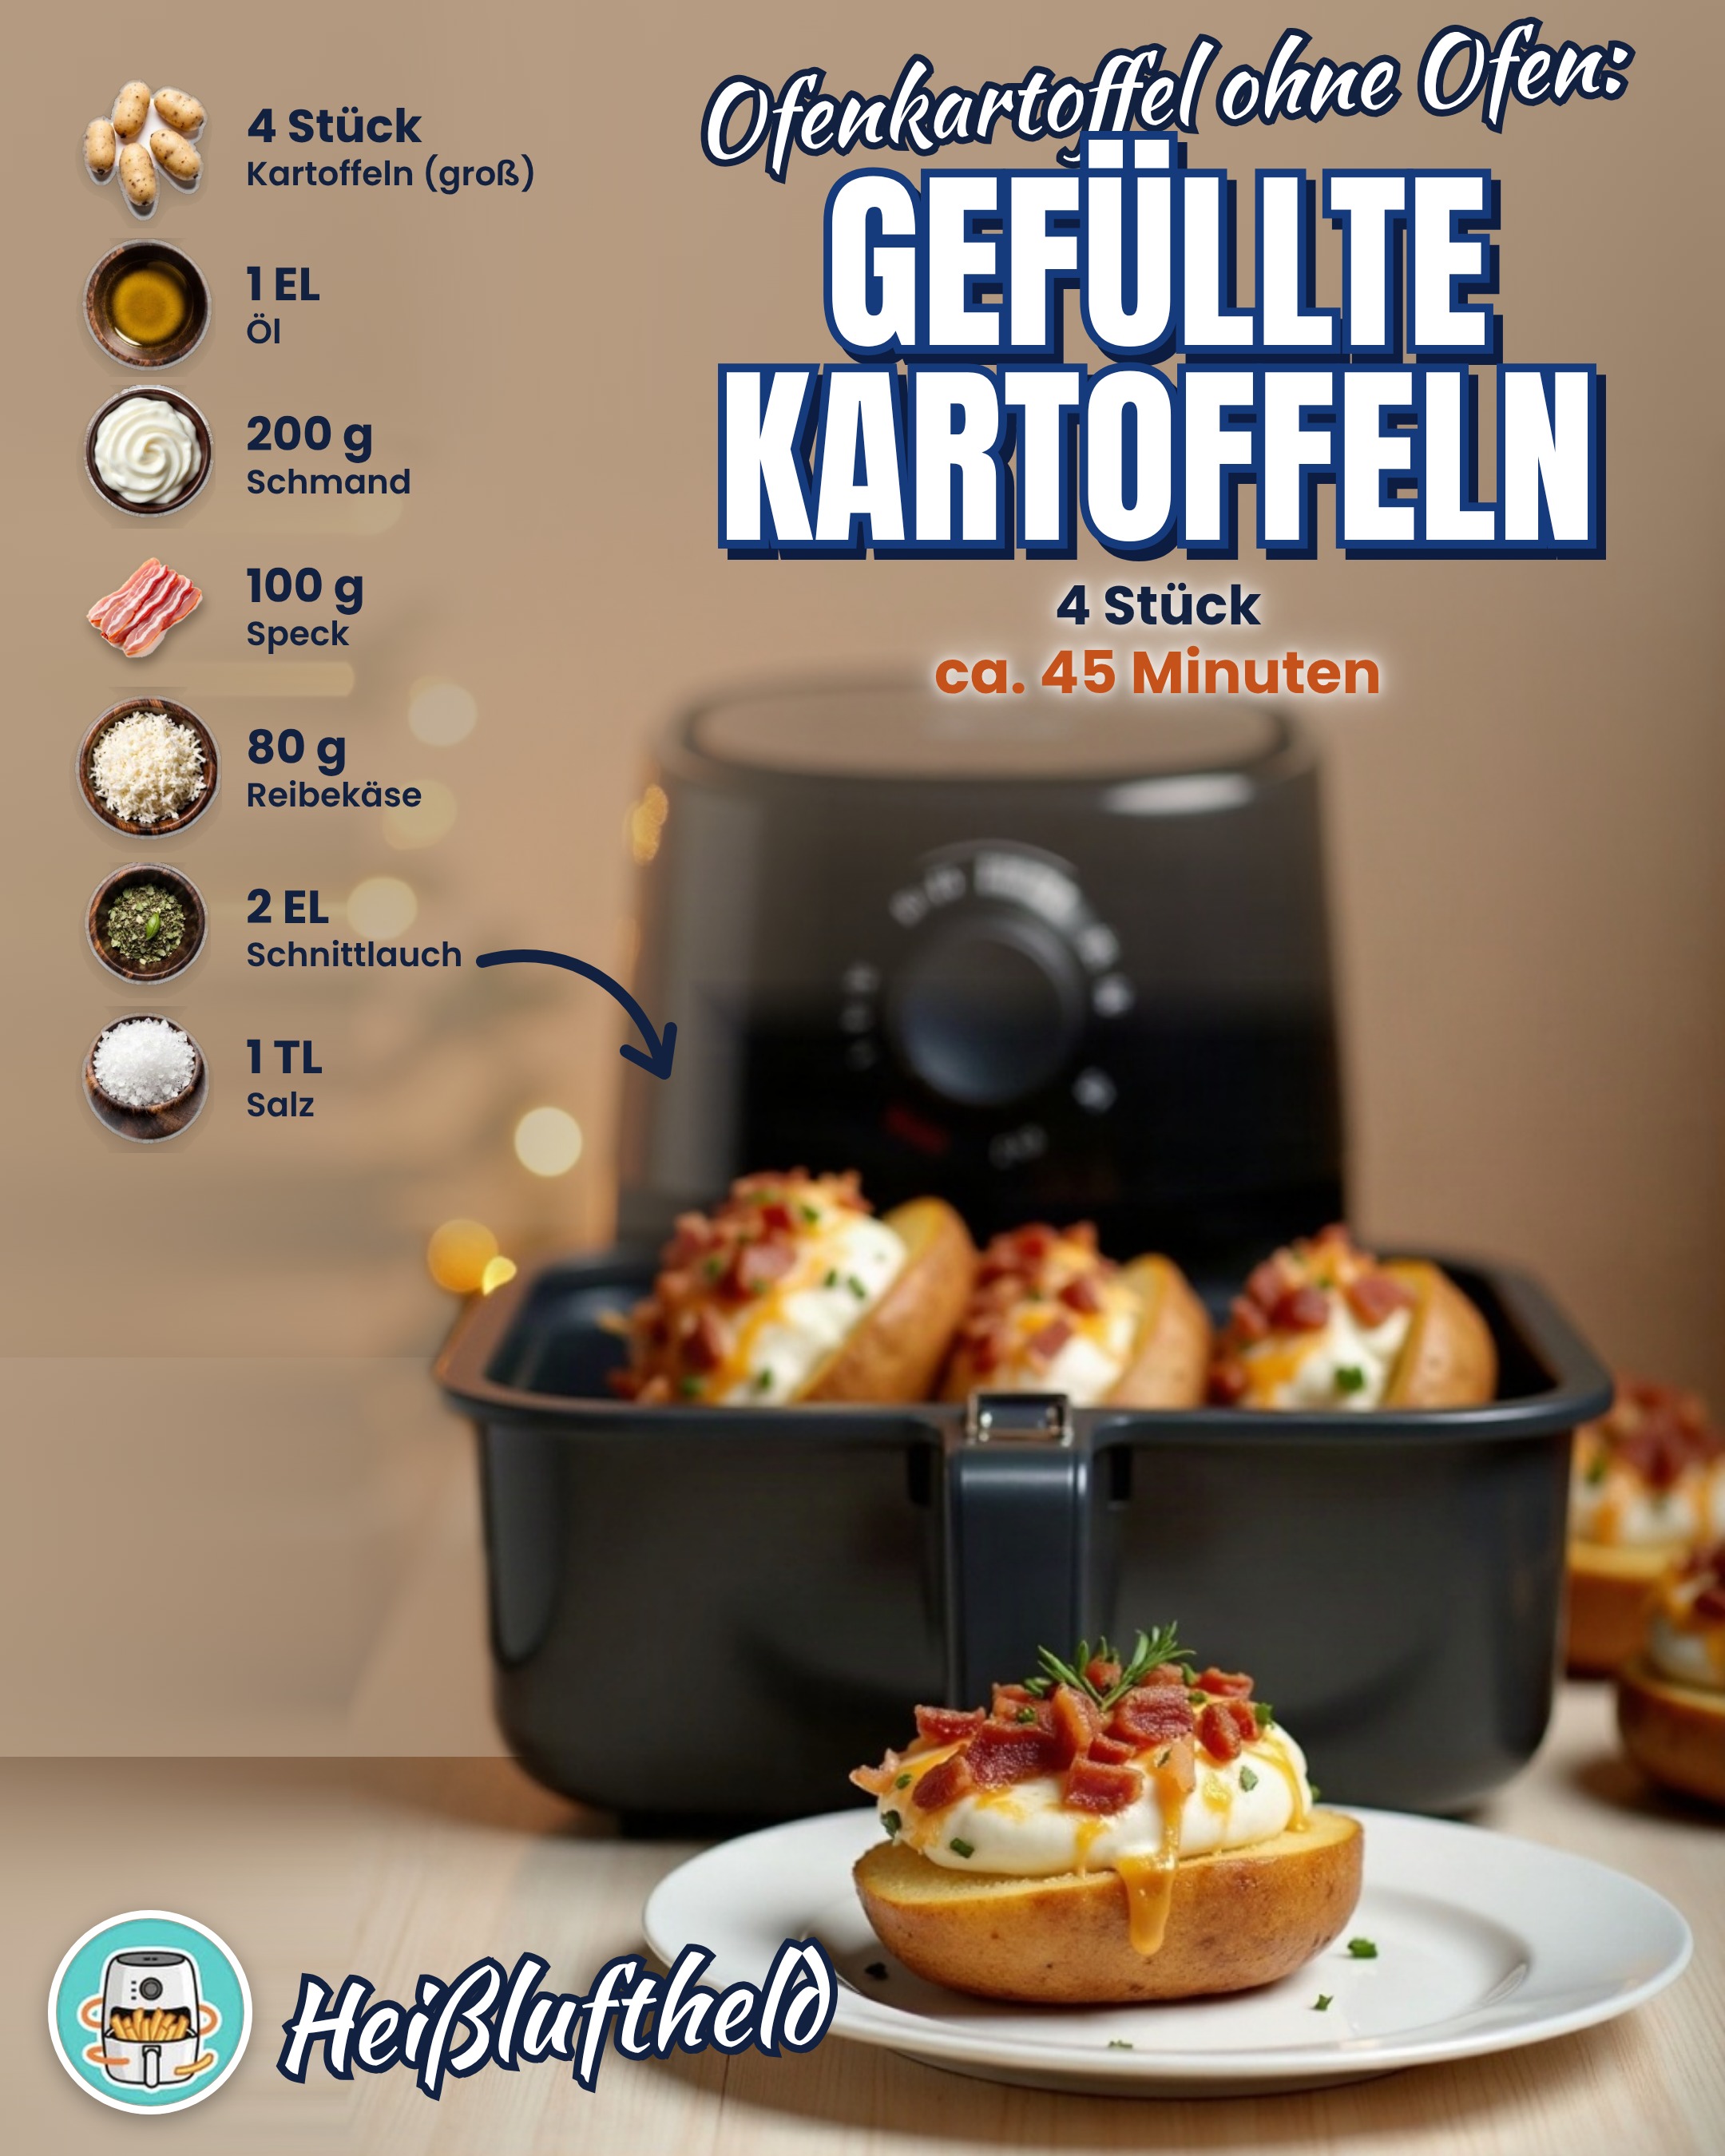 Ofenkartoffel ohne Ofen:
GEFÜLLTE
KARTOFFELN
4 Stück
ca. 45 Minuten
4 Stück
Kartoffeln (groß)
1 EL
Öl
200 g
Schmand
100 g
Speck
80 g
Reibekäse
2 EL
Schnittlauch
1 TL
Salz
Heißluftheld